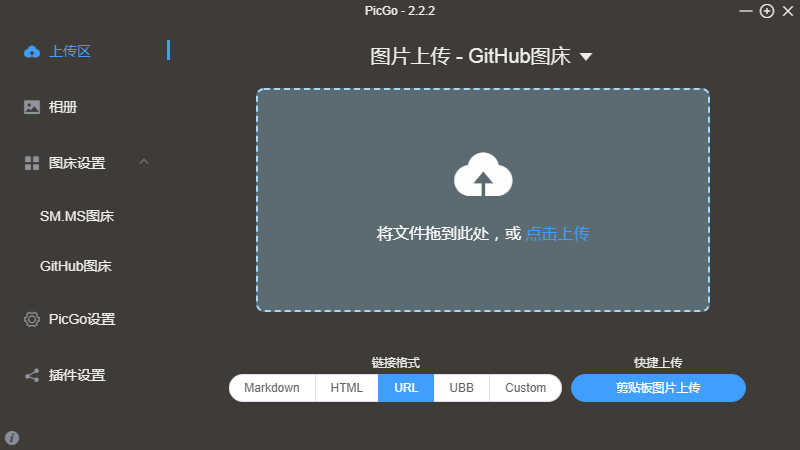 PicGo - 2.2.2
上传区
相册
图床设置
SM.MS图床
GitHub图床
PicGo设置
插件设置
图片上传 - GitHub图床
将文件拖到此处，或 点击上传
链接格式
Markdown HTML URL UBB Custom
快捷上传
剪贴板图片上传